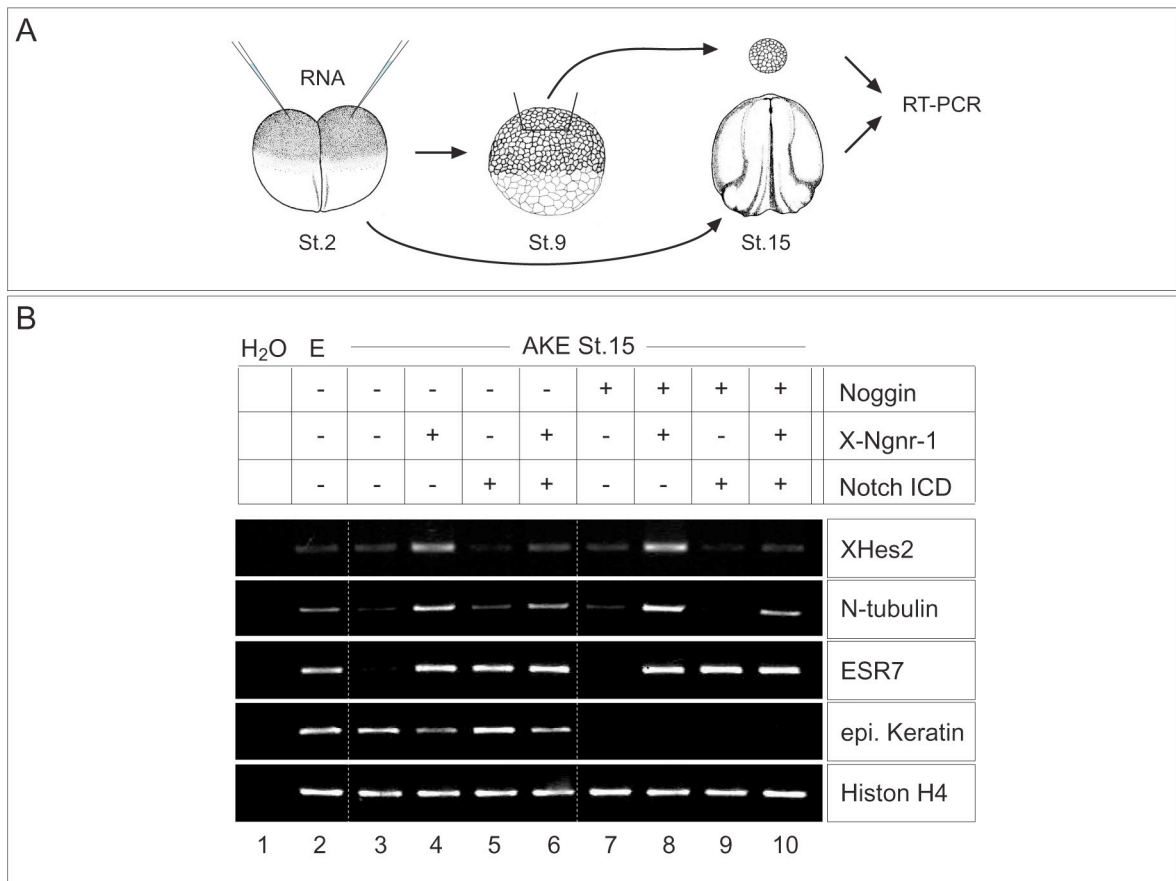 A
RNA
RT-PCR
St.2
St.9
St.15
B
H₂O E AKE St.15
- - - - - + + + + Noggin
- - + - + - + - + X-Ngnr-1
- - - + + - - + + Notch ICD
XHes2
N-tubulin
ESR7
epi. Keratin
Histon H4
1 2 3 4 5 6 7 8 9 10